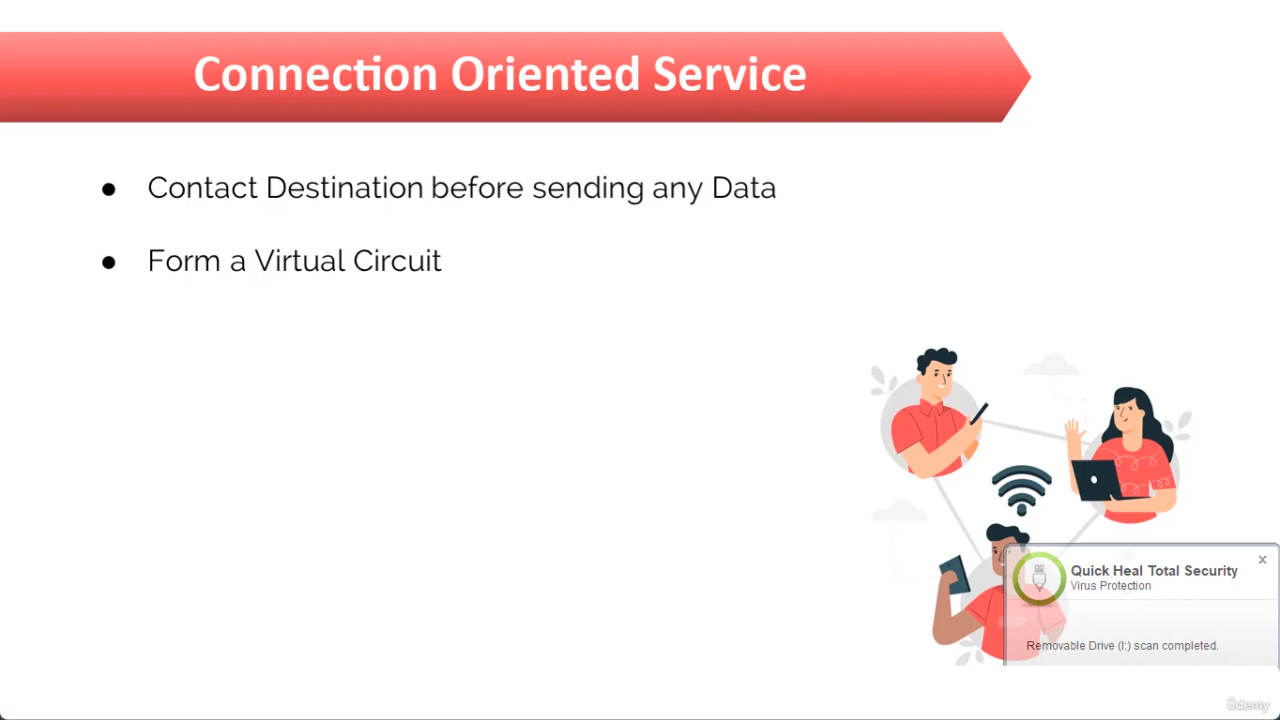 Connection Oriented Service
● Contact Destination before sending any Data
● Form a Virtual Circuit
Quick Heal Total Security
x
Virus Protection
Removable Drive (I:) scan completed.
ûdemy